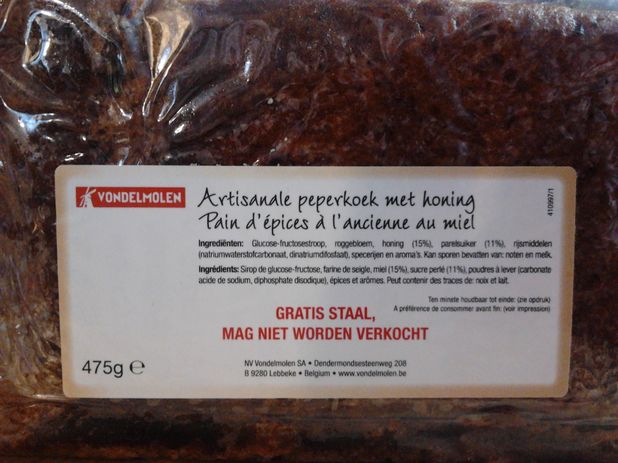 VONDELMOLEN
Artisanale peperkoek met honing
Pain d'épices à l'ancienne au miel
410997/1
Ingrediënten: Glucose-fructosestroop, roggebloem, honing (15%), parelsuiker (11%), rijsmiddelen
(natriumwaterstofcarbonaat, dinatriumdifosfaat), specerijen en aroma's. Kan sporen bevatten van: noten en melk.
Ingrédients: Sirop de glucose-fructose, farine de seigle, miel (15%), sucre perlé (11%), poudres à lever (carbonate
acide de sodium, diphosphate disodique), épices et arômes. Peut contenir des traces de: noix et lait.
Ten minste houdbaar tot einde: (zie opdruk)
A préférence de consommer avant fin: (voir impression)
GRATIS STAAL,
MAG NIET WORDEN VERKOCHT
475g ℮
NV Vondelmolen SA • Dendermondsesteenweg 208
B 9280 Lebbeke • Belgium • www.vondelmolen.be